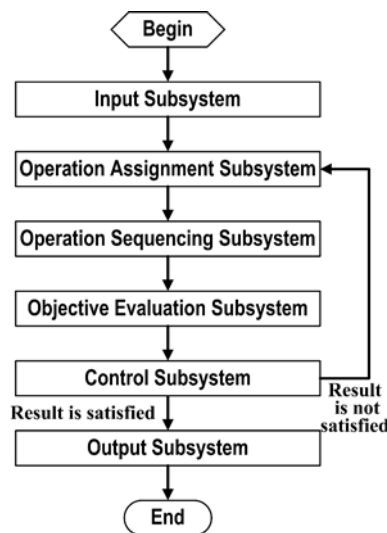 Begin
Input Subsystem
Operation Assignment Subsystem
Operation Sequencing Subsystem
Objective Evaluation Subsystem
Control Subsystem
Result is satisfied
Result
is not
satisfied
Output Subsystem
End